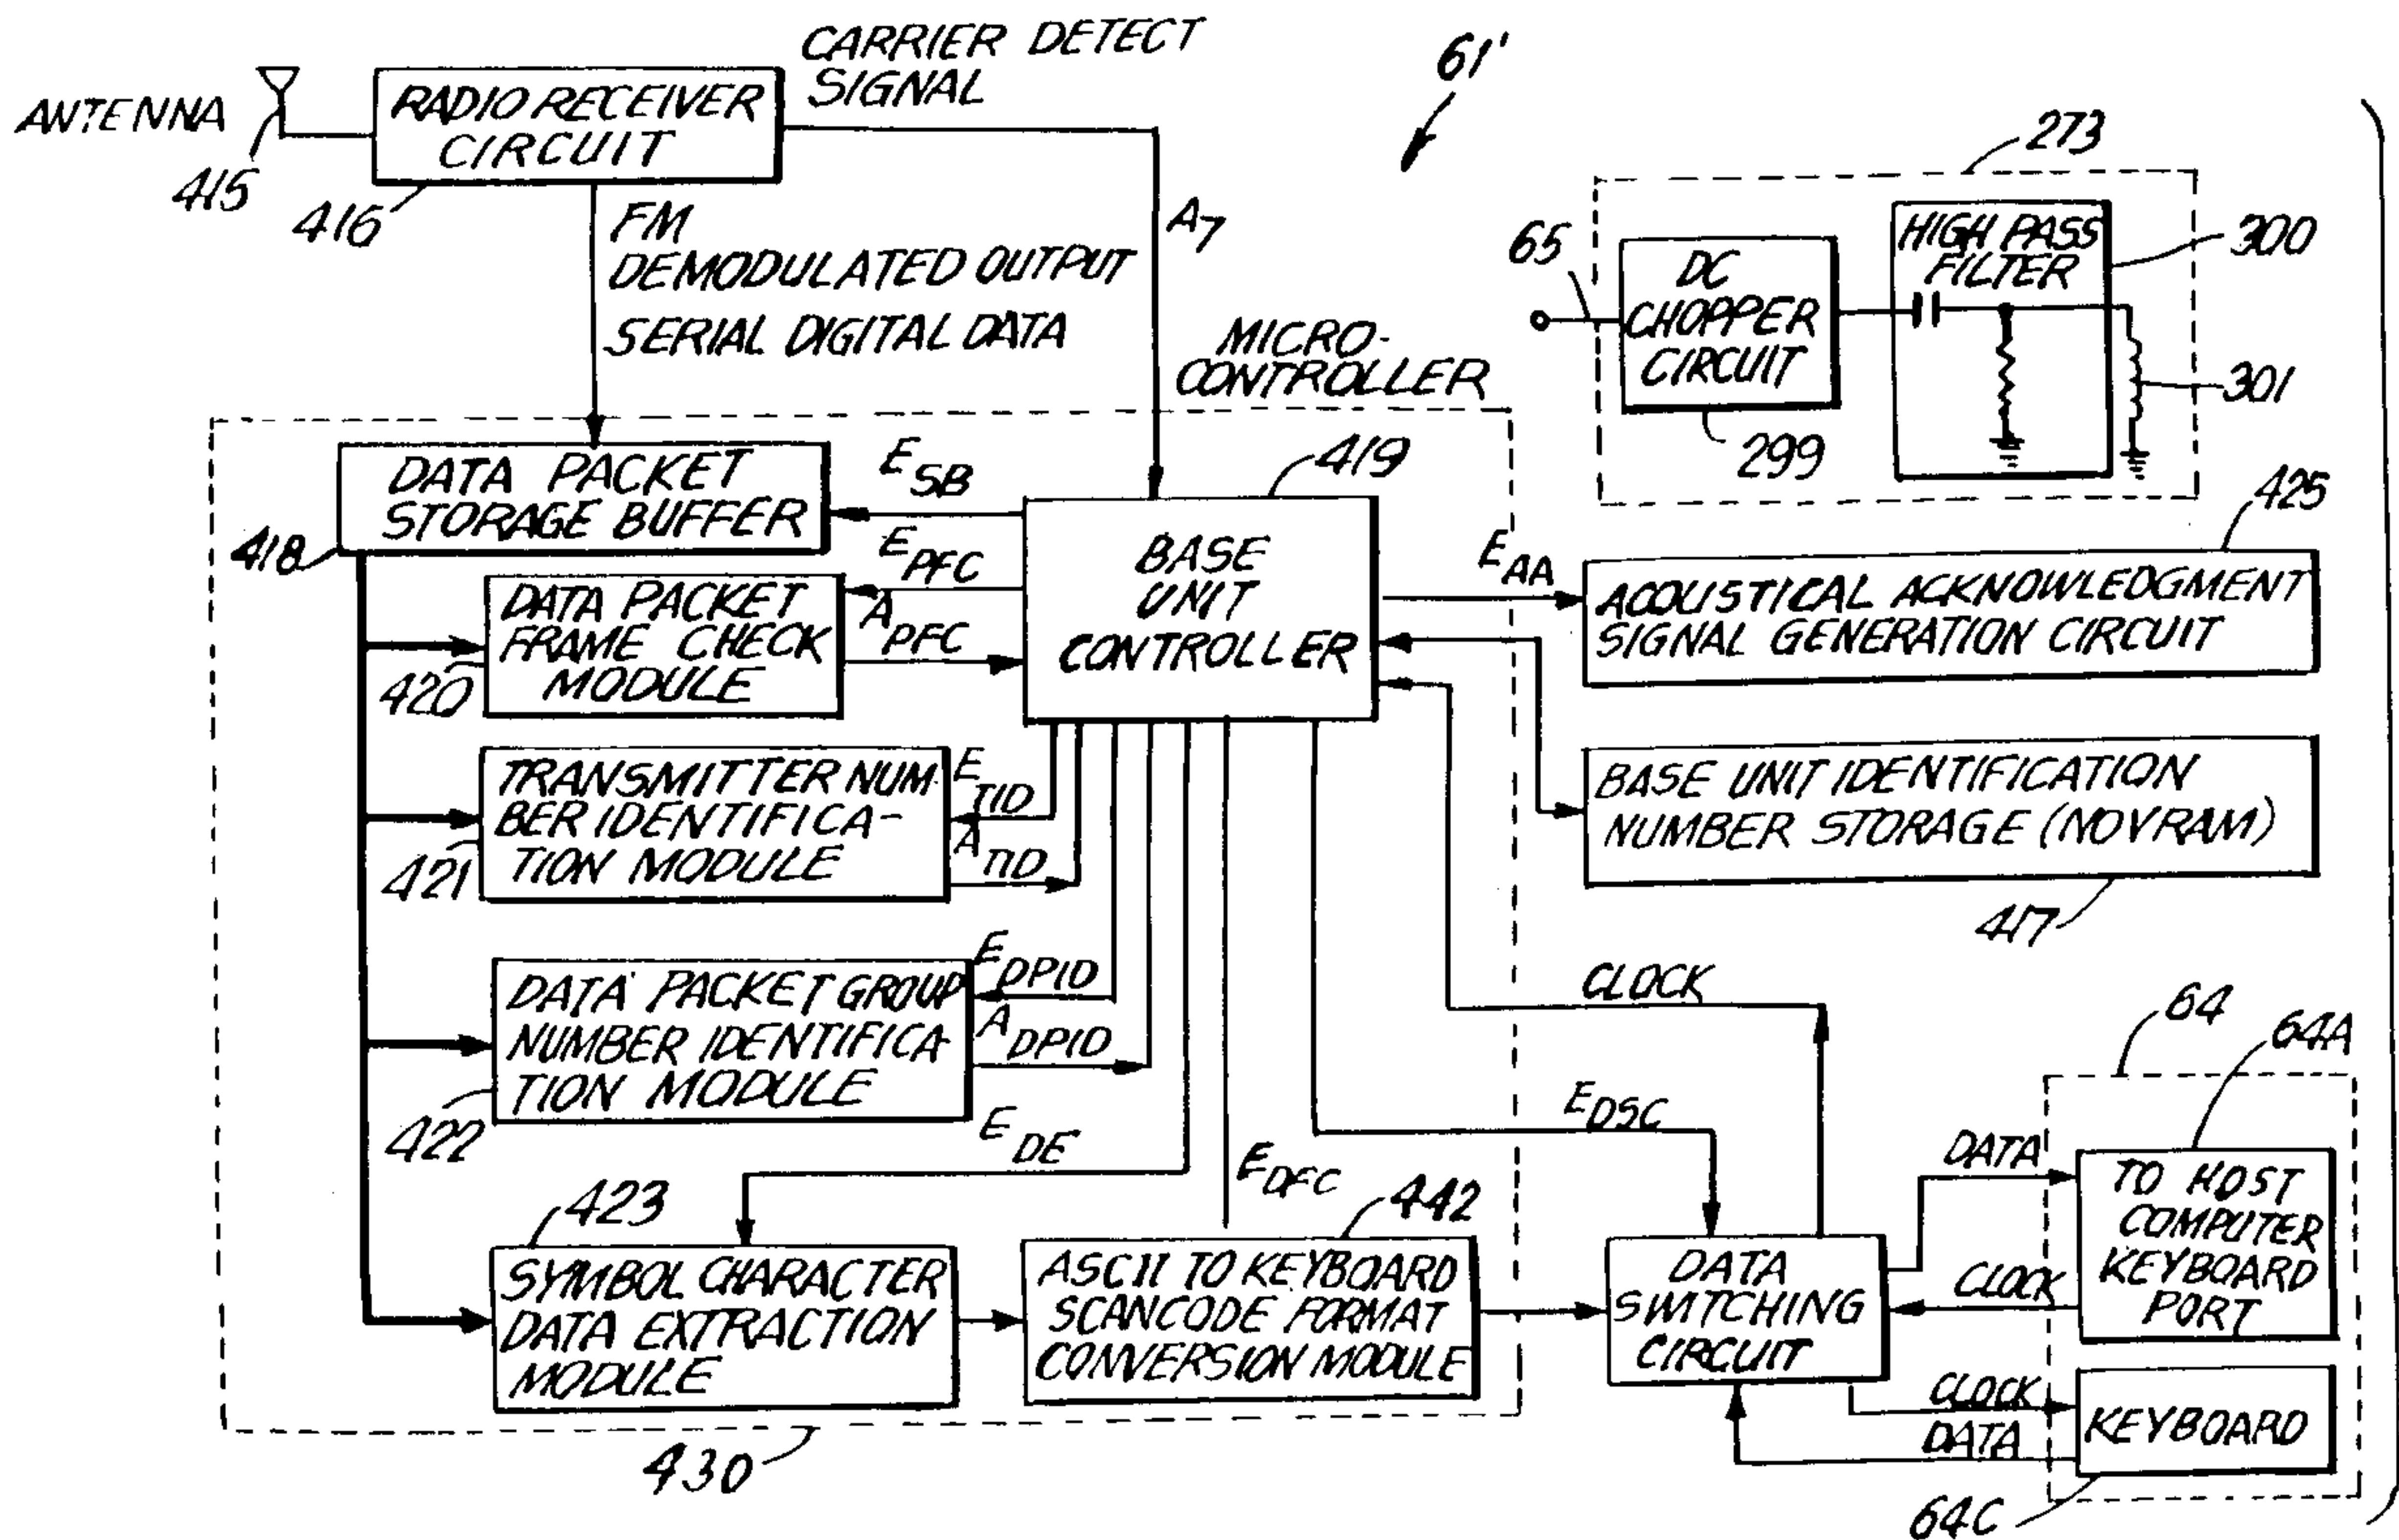 CARRIER DETECT
SIGNAL
61'
ANTENNA
RADIO RECEIVER
CIRCUIT
415
416
FM
DEMODULATED OUTPUT
SERIAL DIGITAL DATA
A7
MICRO-
CONTROLLER
273
65
DC
CHOPPER
CIRCUIT
HIGH PASS
FILTER
300
301
299
DATA PACKET
STORAGE BUFFER
418
ESB
EPFC
APFC
419
BASE
UNIT
CONTROLLER
EAA
425
ACOUSTICAL ACKNOWLEDGMENT
SIGNAL GENERATION CIRCUIT
DATA PACKET
FRAME CHECK
MODULE
420
TRANSMITTER NUM-
BER IDENTIFICA-
TION MODULE
421
ETID
ATID
BASE UNIT IDENTIFICATION
NUMBER STORAGE (NOVRAM)
417
DATA PACKET GROUP
NUMBER IDENTIFICA-
TION MODULE
422
EDPID
ADPID
EDE
EDFC
CLOCK
EDSC
64
64A
423
SYMBOL CHARACTER
DATA EXTRACTION
MODULE
442
ASCII TO KEYBOARD
SCANCODE FORMAT
CONVERSION MODULE
DATA
SWITCHING
CIRCUIT
DATA
CLOCK
TO HOST
COMPUTER
KEYBOARD
PORT
CLOCK
DATA
KEYBOARD
430
64C